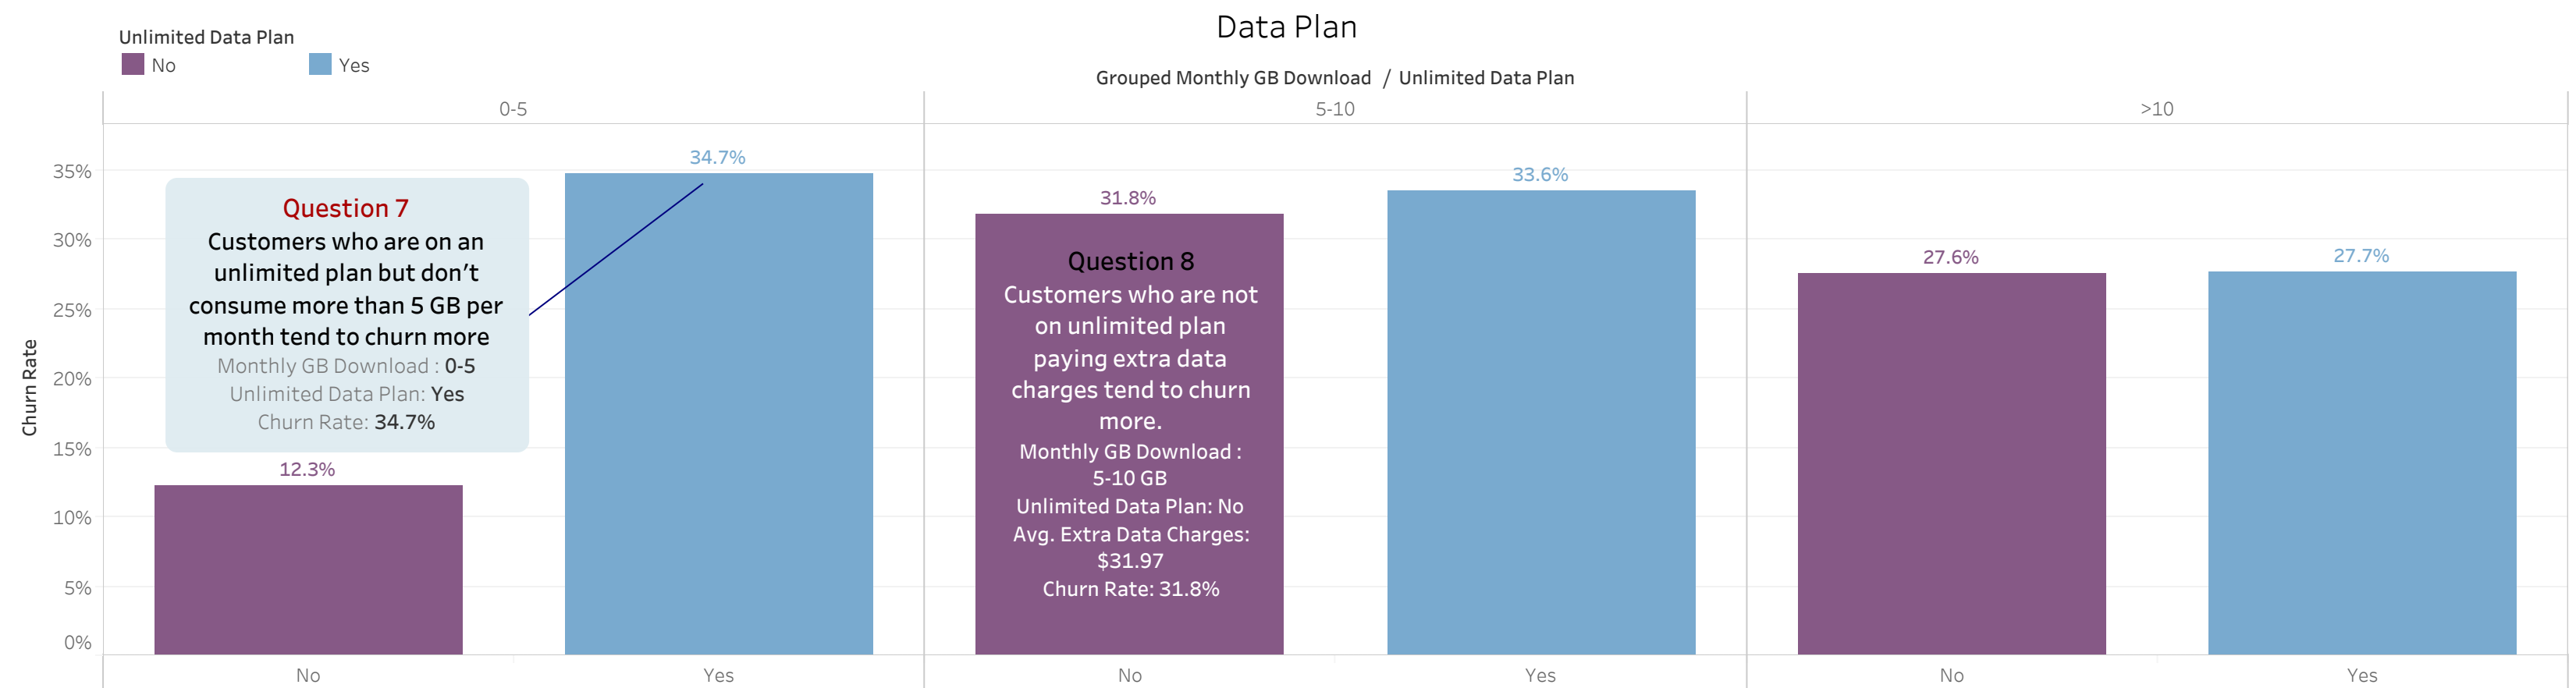 Data Plan
Unlimited Data Plan
No
Yes
Grouped Monthly GB Download / Unlimited Data Plan
0-5
5-10
>10
Churn Rate
35%
30%
25%
20%
15%
10%
5%
0%
34.7%
Question 7
Customers who are on an
unlimited plan but don't
consume more than 5 GB per
month tend to churn more
Monthly GB Download : 0-5
Unlimited Data Plan: Yes
Churn Rate: 34.7%
12.3%
31.8%
Question 8
Customers who are not
on unlimited plan
paying extra data
charges tend to churn
more.
Monthly GB Download :
5-10 GB
Unlimited Data Plan: No
Avg. Extra Data Charges:
$31.97
Churn Rate: 31.8%
33.6%
27.6%
27.7%
No
Yes
No
Yes
No
Yes